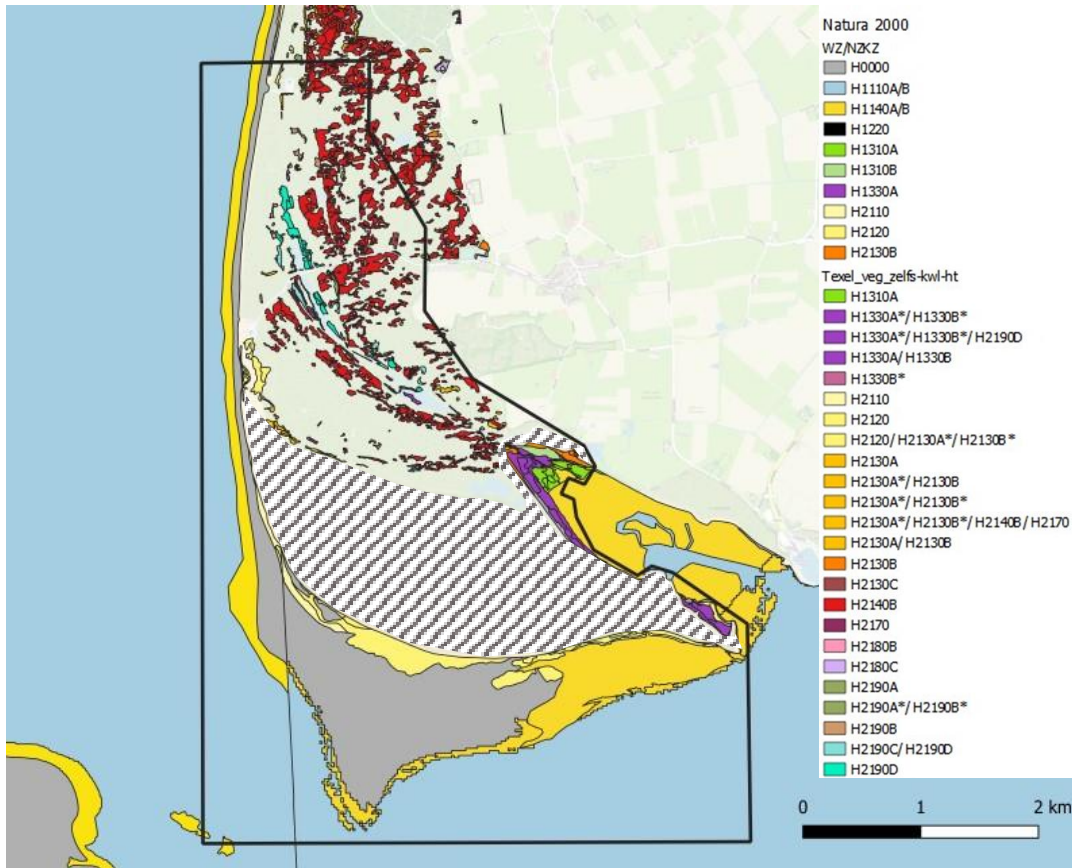 Natura 2000
WZ/NZKZ
H0000
H1110A/B
H1140A/B
H1220
H1310A
H1310B
H1330A
H2110
H2120
H2130B
Texel_veg_zelfs-kwl-ht
H1310A
H1330A*/H1330B*
H1330A*/H1330B*/H2190D
H1330A/H1330B
H1330B*
H2110
H2120
H2120/H2130A*/H2130B*
H2130A
H2130A*/H2130B
H2130A*/H2130B*
H2130A*/H2130B*/H2140B/H2170
H2130A/H2130B
H2130B
H2130C
H2140B
H2170
H2180B
H2180C
H2190A
H2190A*/H2190B*
H2190B
H2190C/H2190D
H2190D
0 1 2 km